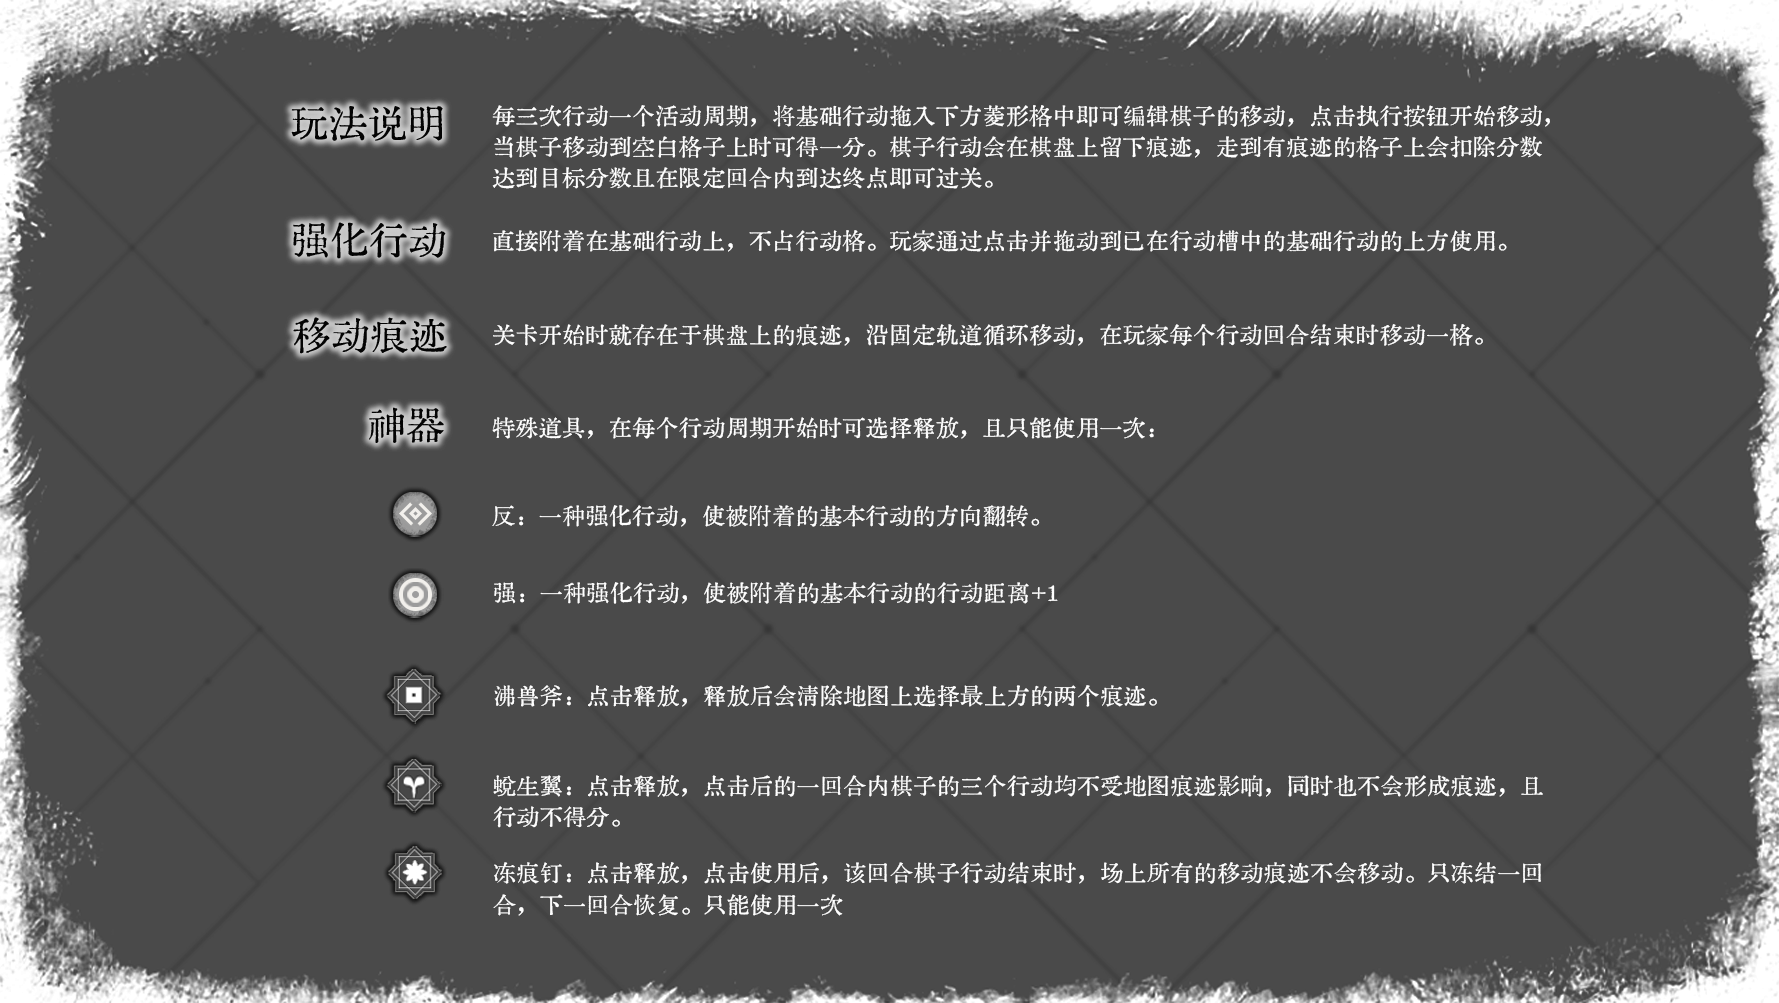 玩法说明
每三次行动一个活动周期，将基础行动拖入下方菱形格中即可编辑棋子的移动，点击执行按钮开始移动，
当棋子移动到空白格子上时可得一分。棋子行动会在棋盘上留下痕迹，走到有痕迹的格子上会扣除分数
达到目标分数且在限定回合内到达终点即可过关。
强化行动
直接附着在基础行动上，不占行动格。玩家通过点击并拖动到已在行动槽中的基础行动的上方使用。
移动痕迹
关卡开始时就存在于棋盘上的痕迹，沿固定轨道循环移动，在玩家每个行动回合结束时移动一格。
神器
特殊道具，在每个行动周期开始时可选择释放，且只能使用一次：
反：一种强化行动，使被附着的基本行动的方向翻转。
强：一种强化行动，使被附着的基本行动的行动距离+1
沸兽斧：点击释放，释放后会清除地图上选择最上方的两个痕迹。
蜕生翼：点击释放，点击后的一回合内棋子的三个行动均不受地图痕迹影响，同时也不会形成痕迹，且
行动不得分。
冻痕钉：点击释放，点击使用后，该回合棋子行动结束时，场上所有的移动痕迹不会移动。只冻结一回
合，下一回合恢复。只能使用一次